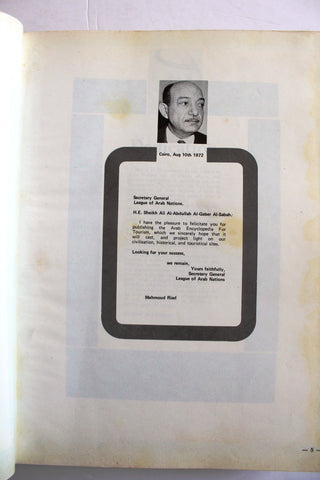 Cairo, Aug 10th 1972
Secretary General
League of Arab Nations.
H.E. Sheikh Ali Al-Abdullah Al-Gaber Al-Sabah.
I have the pleasure to felicitate you for
publishing the Arab Encyclopedia For
Tourism, which we sincerely hope that it
will cast, and project light on our
civilisation, historical, and touristical sites.
Looking for your success,
we remain,
Yours faithfully,
Secretary General
League of Arab Nations
Mahmoud Riad
— 5 —